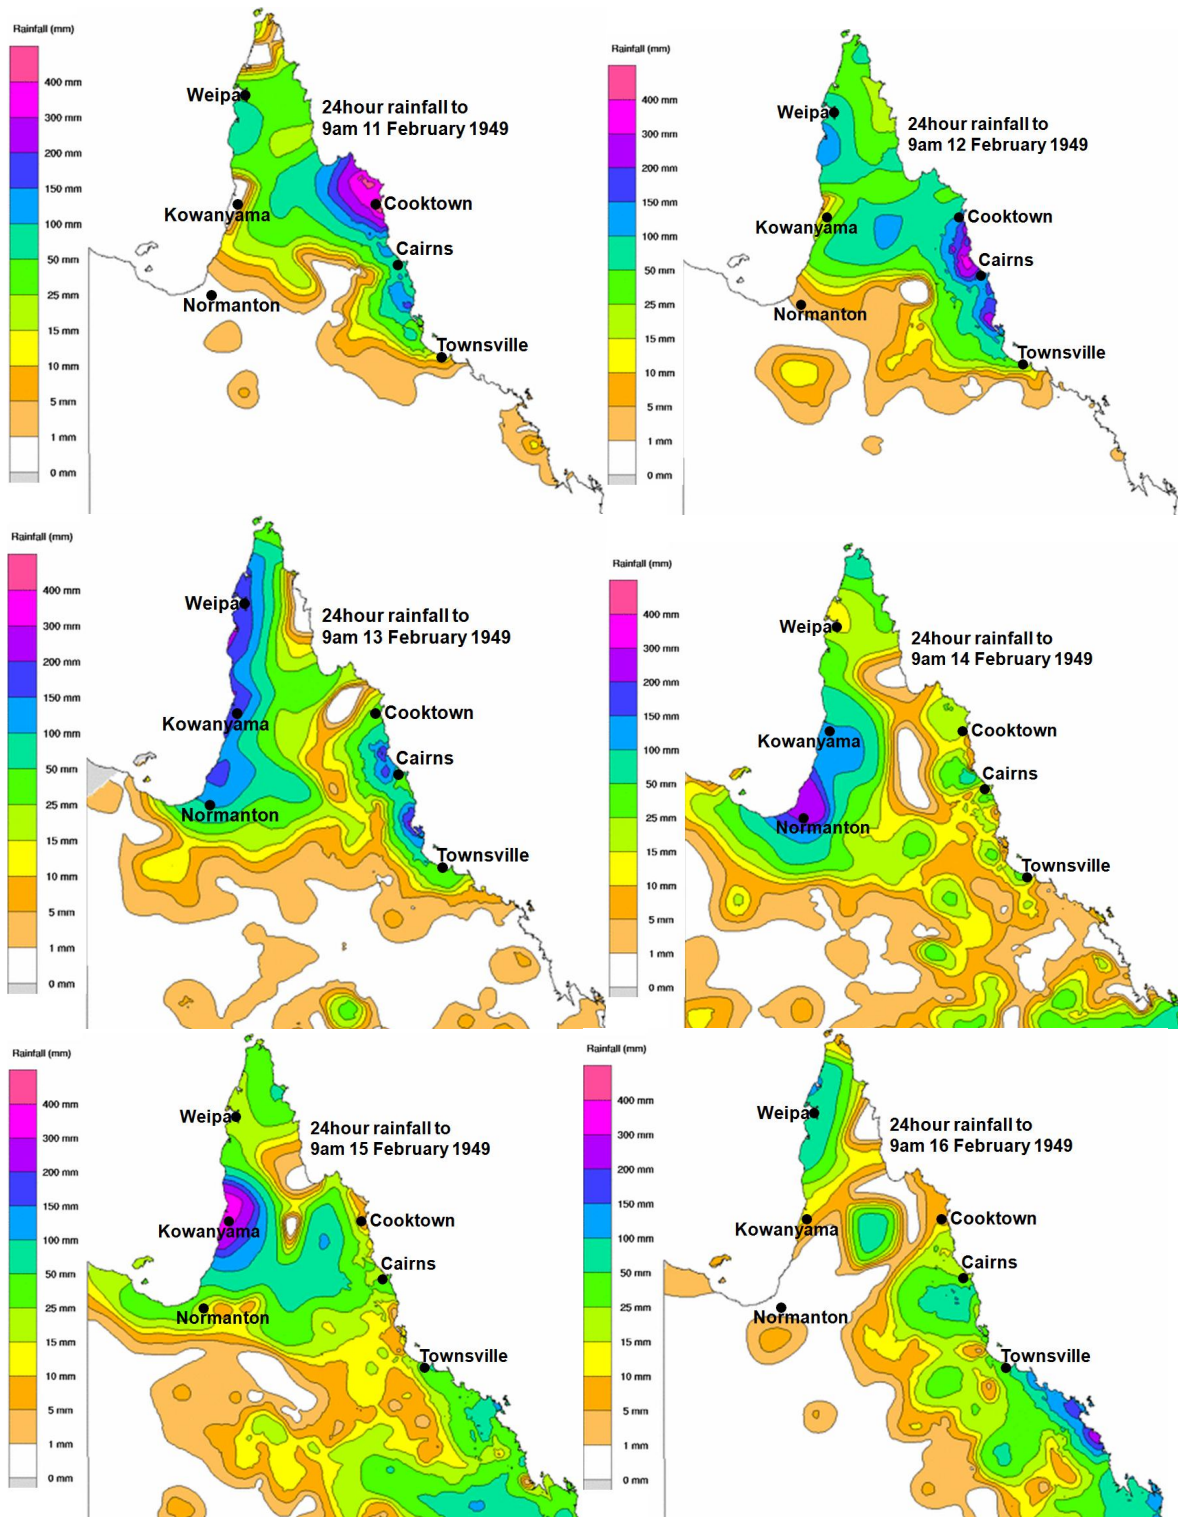 Rainfall (mm)
400 mm
300 mm
200 mm
150 mm
100 mm
50 mm
25 mm
15 mm
10 mm
5 mm
1 mm
0 mm
24hour rainfall to
9am 11 February 1949
Weipa
Cooktown
Kowanyama
Cairns
Normanton
Townsville
Rainfall (mm)
400 mm
300 mm
200 mm
150 mm
100 mm
50 mm
25 mm
15 mm
10 mm
5 mm
1 mm
0 mm
24hour rainfall to
9am 12 February 1949
Weipa
Cooktown
Kowanyama
Cairns
Normanton
Townsville
Rainfall (mm)
400 mm
300 mm
200 mm
150 mm
100 mm
50 mm
25 mm
15 mm
10 mm
5 mm
1 mm
0 mm
24hour rainfall to
9am 13 February 1949
Weipa
Cooktown
Kowanyama
Cairns
Normanton
Townsville
Rainfall (mm)
400 mm
300 mm
200 mm
150 mm
100 mm
50 mm
25 mm
15 mm
10 mm
5 mm
1 mm
0 mm
24hour rainfall to
9am 14 February 1949
Weipa
Cooktown
Kowanyama
Cairns
Normanton
Townsville
Rainfall (mm)
400 mm
300 mm
200 mm
150 mm
100 mm
50 mm
25 mm
15 mm
10 mm
5 mm
1 mm
0 mm
24hour rainfall to
9am 15 February 1949
Weipa
Cooktown
Kowanyama
Cairns
Normanton
Townsville
Rainfall (mm)
400 mm
300 mm
200 mm
150 mm
100 mm
50 mm
25 mm
15 mm
10 mm
5 mm
1 mm
0 mm
24hour rainfall to
9am 16 February 1949
Weipa
Cooktown
Kowanyama
Cairns
Normanton
Townsville